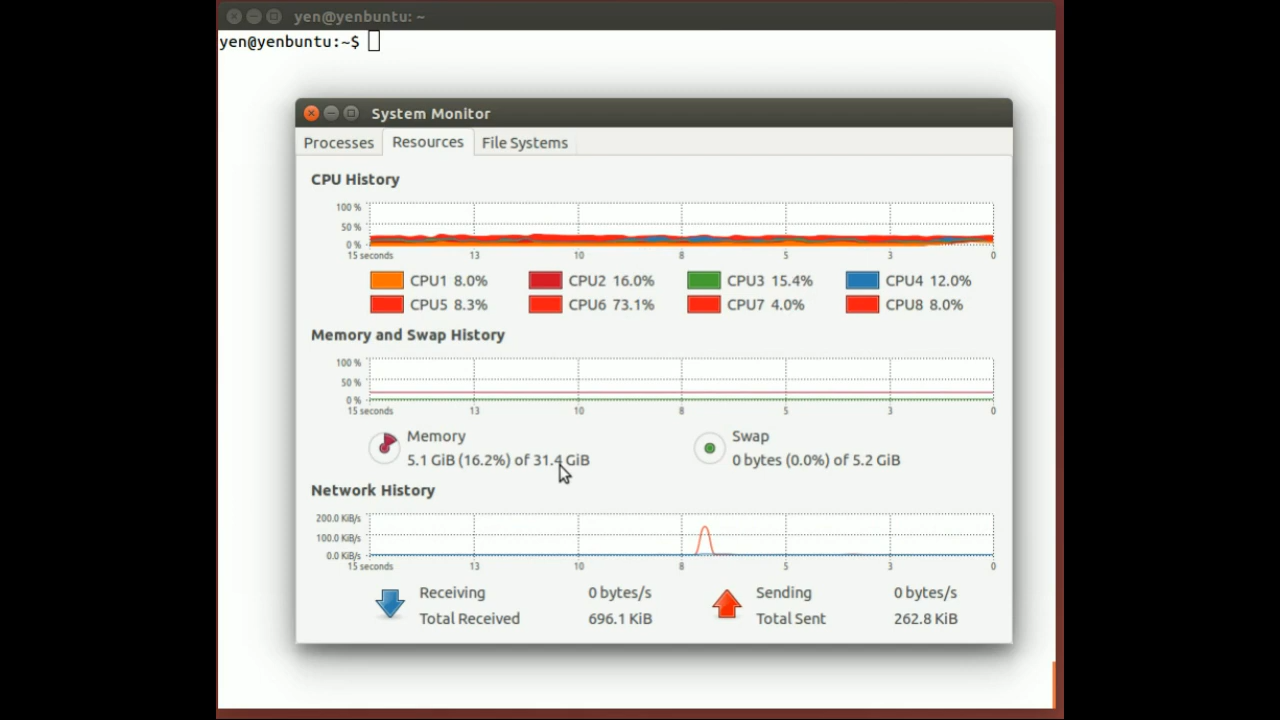 yen@yenbuntu: ~
yen@yenbuntu:~$
System Monitor
Processes Resources File Systems
CPU History
100 %
50 %
0 %
15 seconds 13 10 8 5 3 0
CPU1 8.0% CPU2 16.0% CPU3 15.4% CPU4 12.0%
CPU5 8.3% CPU6 73.1% CPU7 4.0% CPU8 8.0%
Memory and Swap History
100 %
50 %
0 %
15 seconds 13 10 8 5 3 0
Memory Swap
5.1 GiB (16.2%) of 31.4 GiB 0 bytes (0.0%) of 5.2 GiB
Network History
200.0 KiB/s
100.0 KiB/s
0.0 KiB/s
15 seconds 13 10 8 5 3 0
Receiving 0 bytes/s Sending 0 bytes/s
Total Received 696.1 KiB Total Sent 262.8 KiB